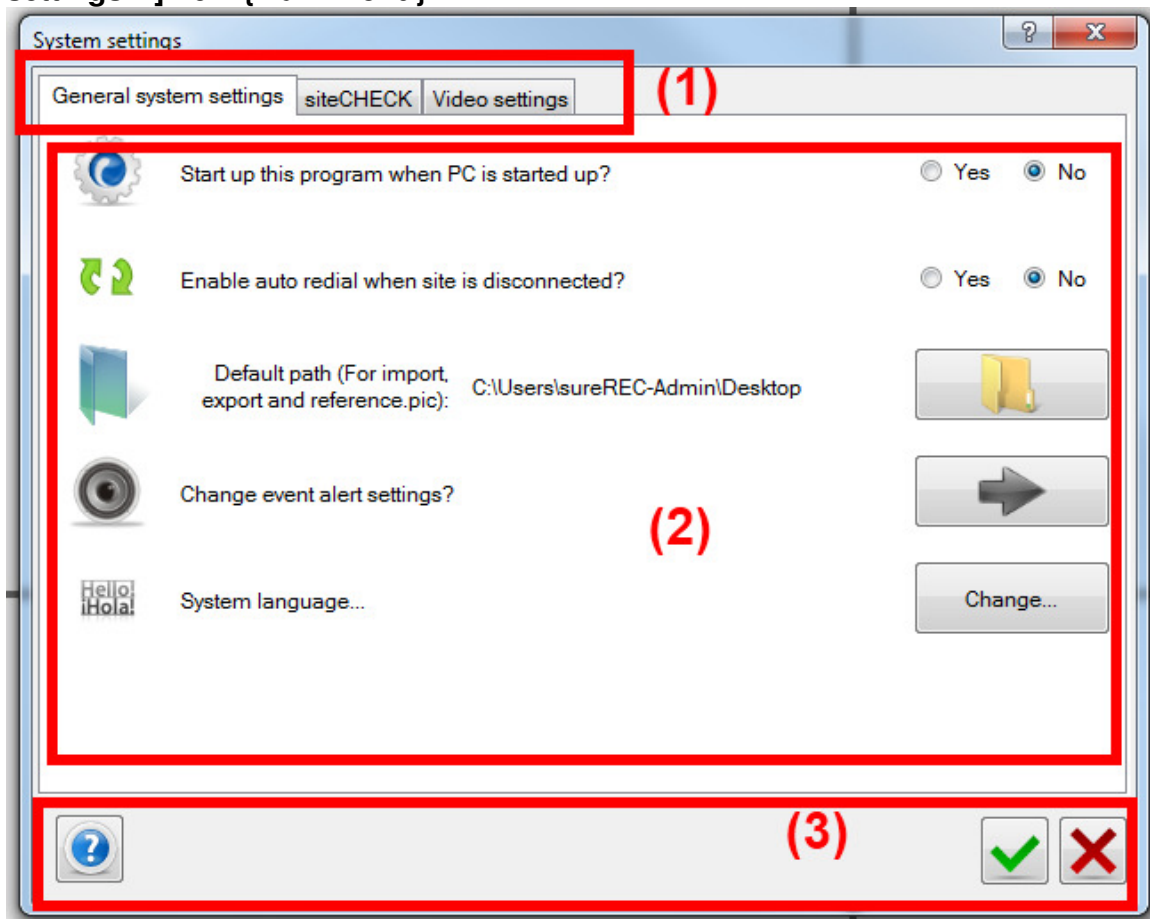 System settings
General system settings siteCHECK Video settings (1)
Start up this program when PC is started up? Yes No
Enable auto redial when site is disconnected? Yes No
Default path (For import,
export and reference.pic): C:\Users\sureREC-Admin\Desktop
Change event alert settings?
(2)
Hello!
¡Hola! System language... Change...
(3)